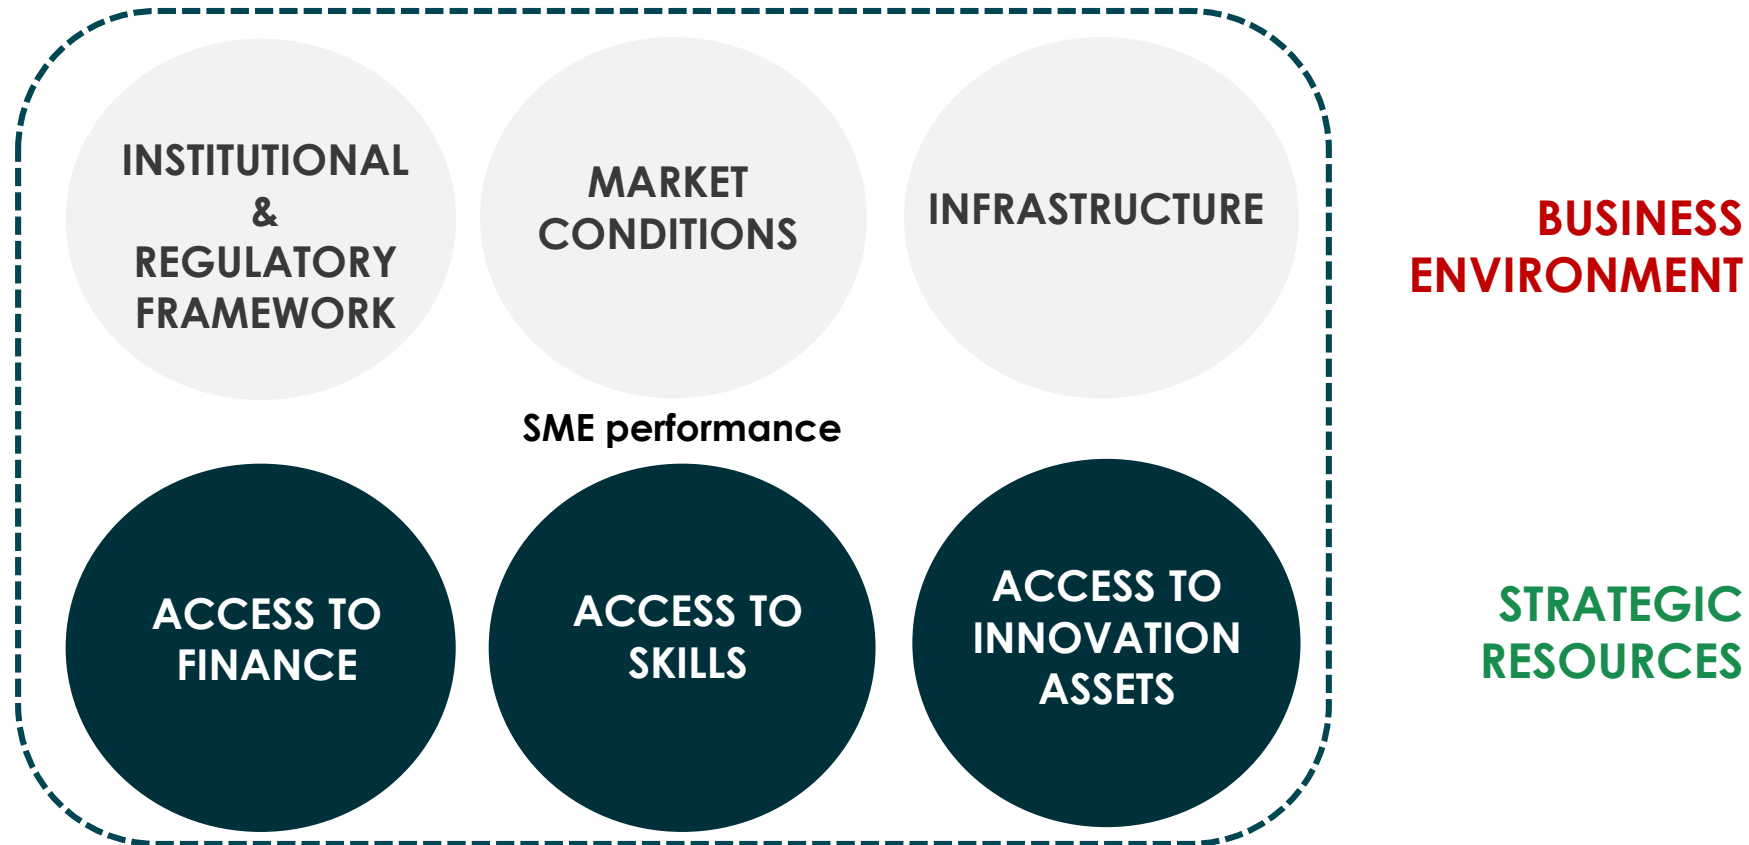 INSTITUTIONAL
&
REGULATORY
FRAMEWORK
MARKET
CONDITIONS
INFRASTRUCTURE
BUSINESS
ENVIRONMENT
SME performance
ACCESS TO
FINANCE
ACCESS TO
SKILLS
ACCESS TO
INNOVATION
ASSETS
STRATEGIC
RESOURCES